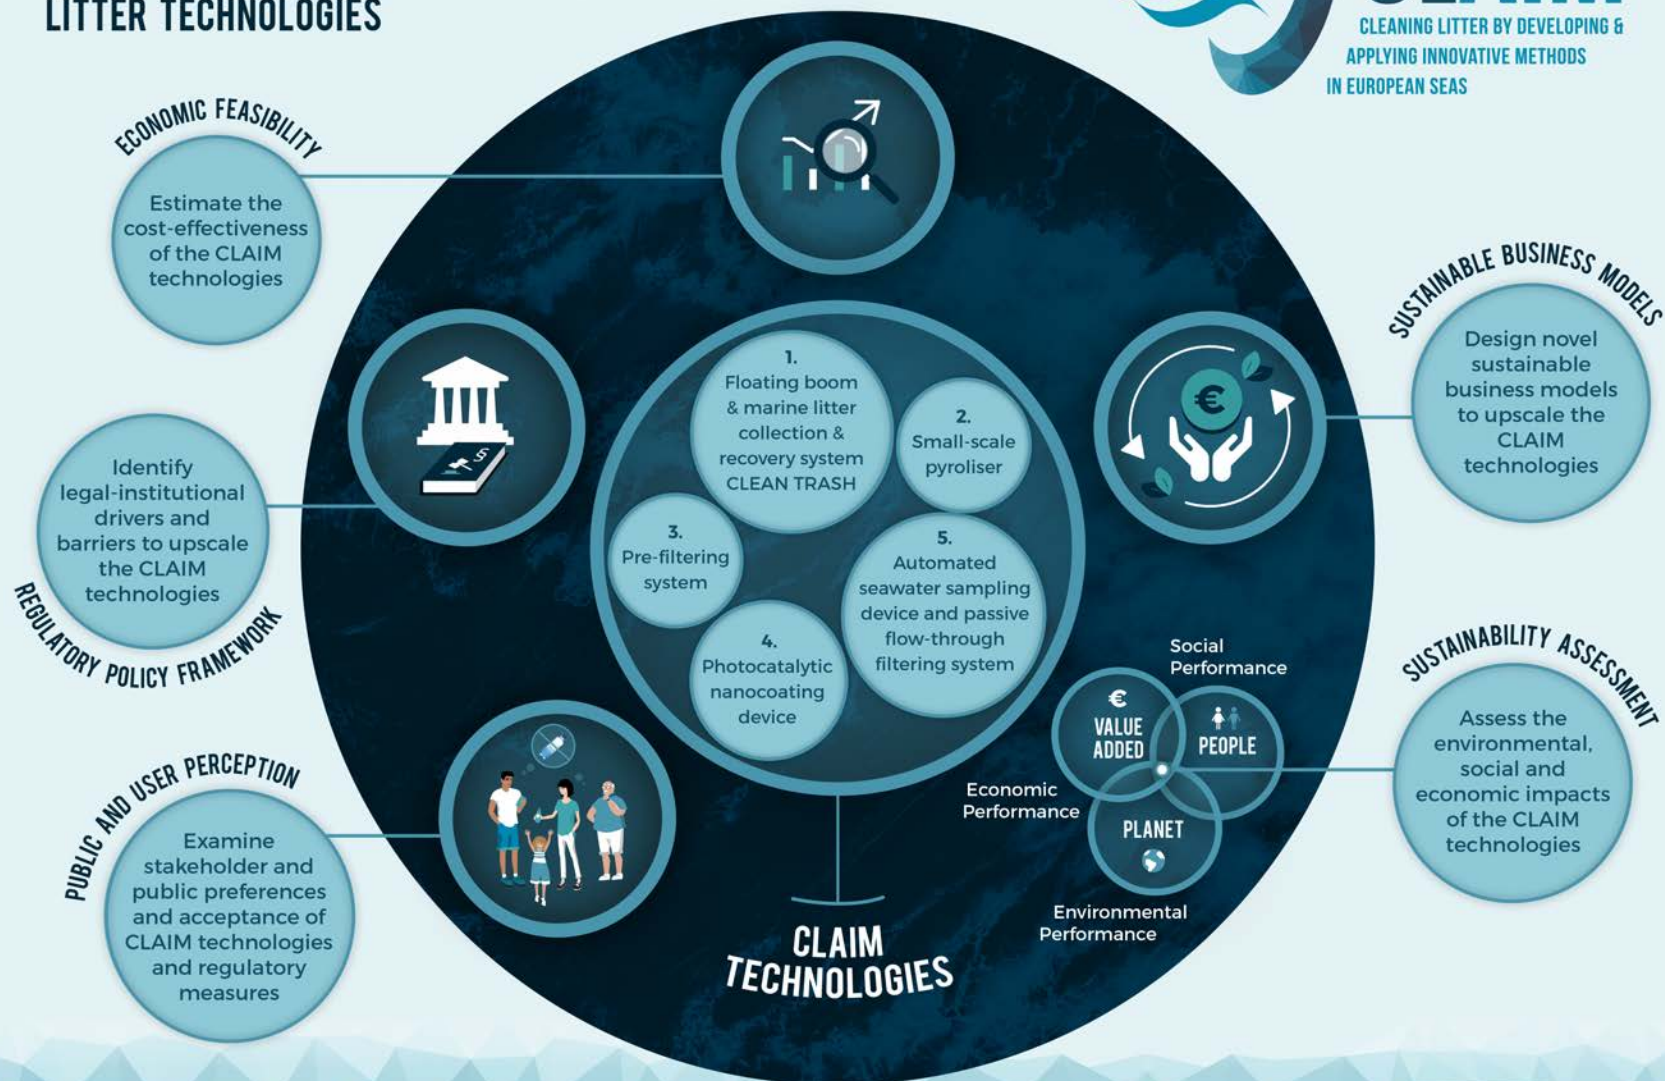 LITTER TECHNOLOGIES
CLEANING LITTER BY DEVELOPING &
APPLYING INNOVATIVE METHODS
IN EUROPEAN SEAS
ECONOMIC FEASIBILITY
Estimate the
cost-effectiveness
of the CLAIM
technologies
Identify
legal-institutional
drivers and
barriers to upscale
the CLAIM
technologies
REGULATORY POLICY FRAMEWORK
PUBLIC AND USER PERCEPTION
Examine
stakeholder and
public preferences
and acceptance of
CLAIM technologies
and regulatory
measures
§
1.
Floating boom
& marine litter
collection &
recovery system
CLEAN TRASH
2.
Small-scale
pyroliser
3.
Pre-filtering
system
4.
Photocatalytic
nanocoating
device
5.
Automated
seawater sampling
device and passive
flow-through
filtering system
CLAIM
TECHNOLOGIES
€
SUSTAINABLE BUSINESS MODELS
Design novel
sustainable
business models
to upscale the
CLAIM
technologies
Social
Performance
€
VALUE
ADDED
PEOPLE
Economic
Performance
PLANET
Environmental
Performance
SUSTAINABILITY ASSESSMENT
Assess the
environmental,
social and
economic impacts
of the CLAIM
technologies